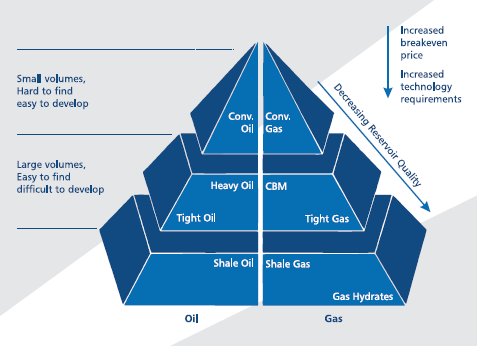 Increased
breakeven
price
Increased
technology
requirements
Small volumes,
Hard to find
easy to develop
Decreasing Reservoir Quality
Conv.
Oil
Conv.
Gas
Large volumes,
Easy to find
difficult to develop
Heavy Oil
CBM
Tight Oil
Tight Gas
Shale Oil
Shale Gas
Gas Hydrates
Oil
Gas